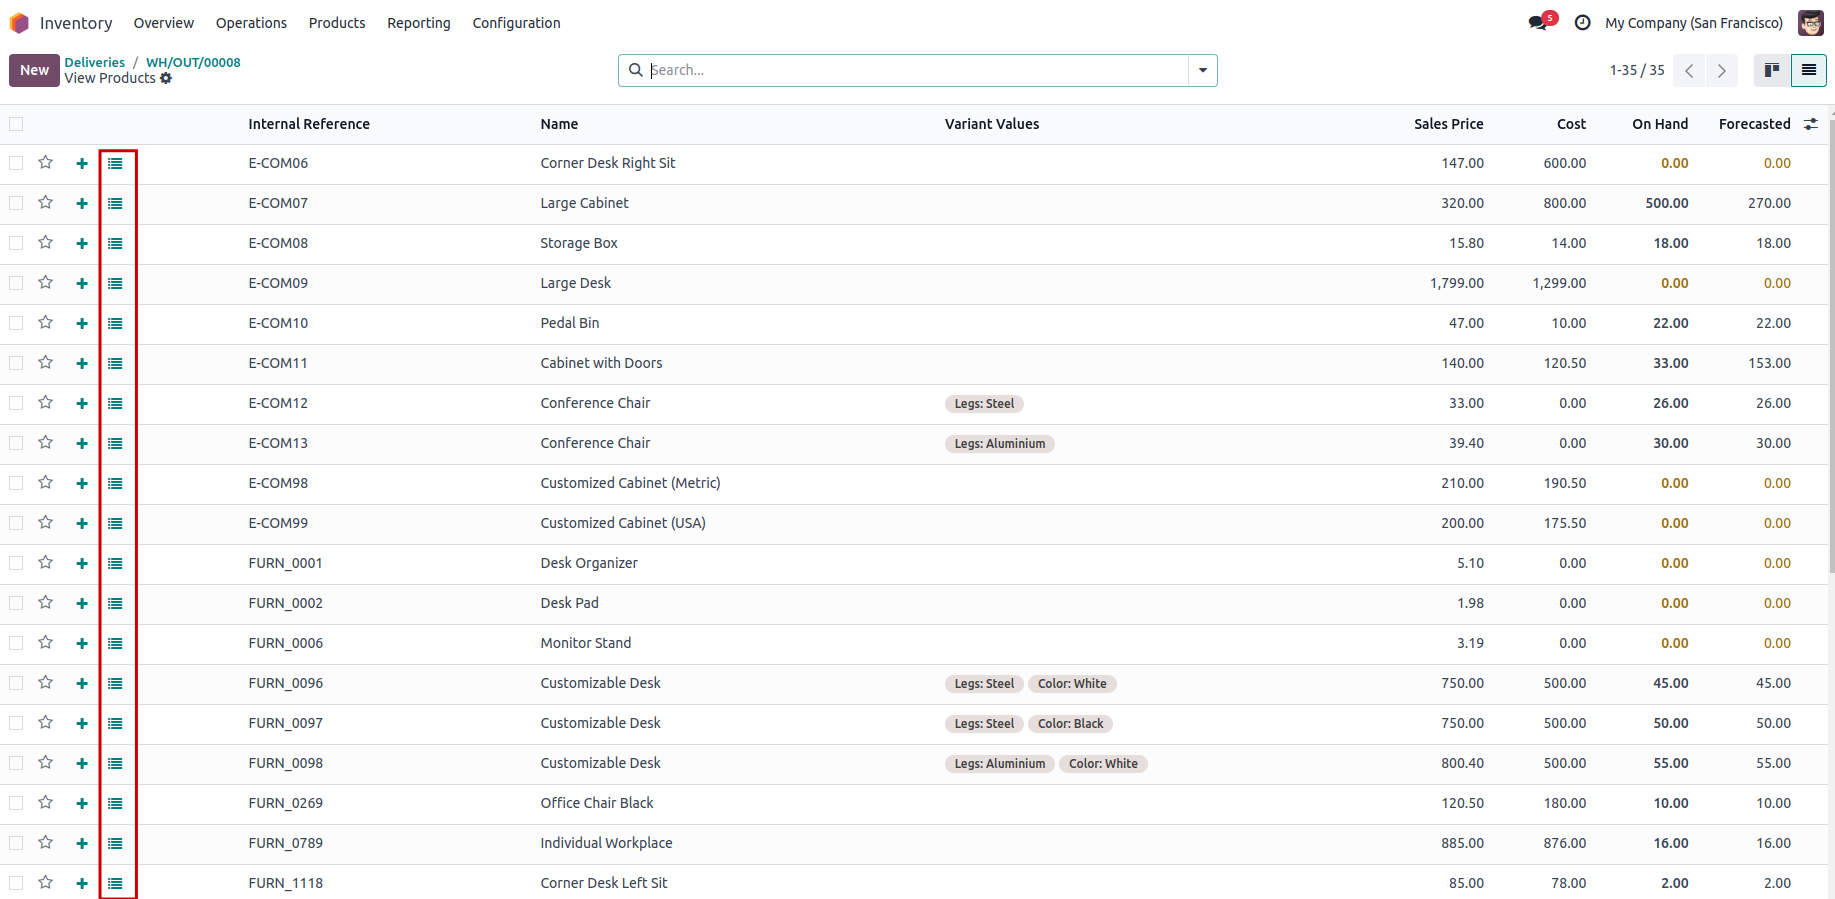 Inventory Overview Operations Products Reporting Configuration 5 My Company (San Francisco)
New Deliveries / WH/OUT/00008 Search... 1-35 / 35
View Products
Internal Reference Name Variant Values Sales Price Cost On Hand Forecasted
E-COM06 Corner Desk Right Sit 147.00 600.00 0.00 0.00
E-COM07 Large Cabinet 320.00 800.00 500.00 270.00
E-COM08 Storage Box 15.80 14.00 18.00 18.00
E-COM09 Large Desk 1,799.00 1,299.00 0.00 0.00
E-COM10 Pedal Bin 47.00 10.00 22.00 22.00
E-COM11 Cabinet with Doors 140.00 120.50 33.00 153.00
E-COM12 Conference Chair Legs: Steel 33.00 0.00 26.00 26.00
E-COM13 Conference Chair Legs: Aluminium 39.40 0.00 30.00 30.00
E-COM98 Customized Cabinet (Metric) 210.00 190.50 0.00 0.00
E-COM99 Customized Cabinet (USA) 200.00 175.50 0.00 0.00
FURN_0001 Desk Organizer 5.10 0.00 0.00 0.00
FURN_0002 Desk Pad 1.98 0.00 0.00 0.00
FURN_0006 Monitor Stand 3.19 0.00 0.00 0.00
FURN_0096 Customizable Desk Legs: Steel Color: White 750.00 500.00 45.00 45.00
FURN_0097 Customizable Desk Legs: Steel Color: Black 750.00 500.00 50.00 50.00
FURN_0098 Customizable Desk Legs: Aluminium Color: White 800.40 500.00 55.00 55.00
FURN_0269 Office Chair Black 120.50 180.00 10.00 10.00
FURN_0789 Individual Workplace 885.00 876.00 16.00 16.00
FURN_1118 Corner Desk Left Sit 85.00 78.00 2.00 2.00